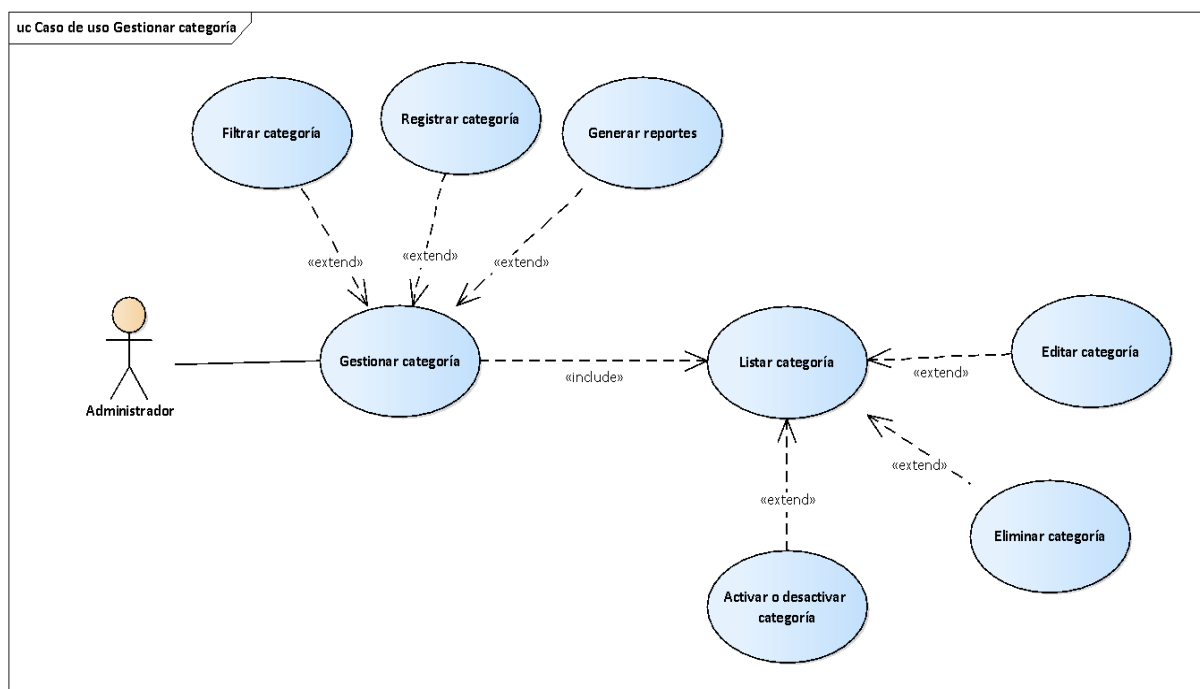 uc Caso de uso Gestionar categoría
Filtrar categoría
Registrar categoría
Generar reportes
«extend»
«extend»
«extend»
Administrador
Gestionar categoría
«include»
Listar categoría
«extend»
Editar categoría
«extend»
Eliminar categoría
«extend»
Activar o desactivar
categoría